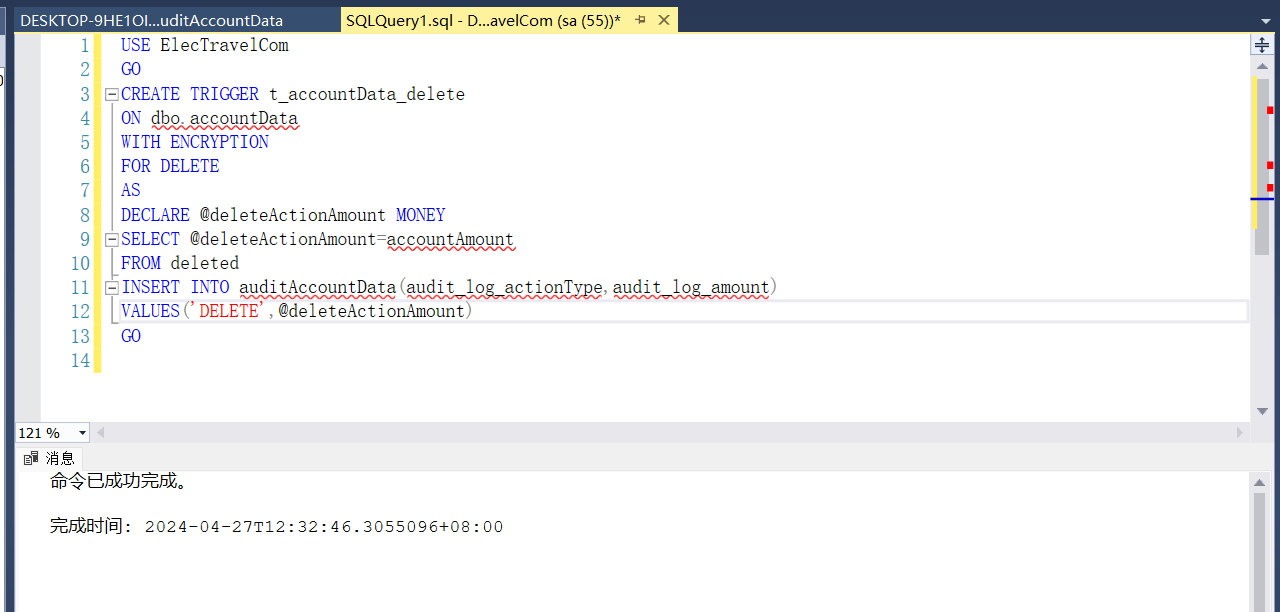 DESKTOP-9HE1OI...uditAccountData
SQLQuery1.sql - D...avelCom (sa (55))*
1 USE ElecTravelCom
2 GO
3 CREATE TRIGGER t_accountData_delete
4 ON dbo.accountData
5 WITH ENCRYPTION
6 FOR DELETE
7 AS
8 DECLARE @deleteActionAmount MONEY
9 SELECT @deleteActionAmount=accountAmount
10 FROM deleted
11 INSERT INTO auditAccountData(audit_log_actionType,audit_log_amount)
12 VALUES('DELETE',@deleteActionAmount)
13 GO
14
121 %
消息
命令已成功完成。
完成时间: 2024-04-27T12:32:46.3055096+08:00